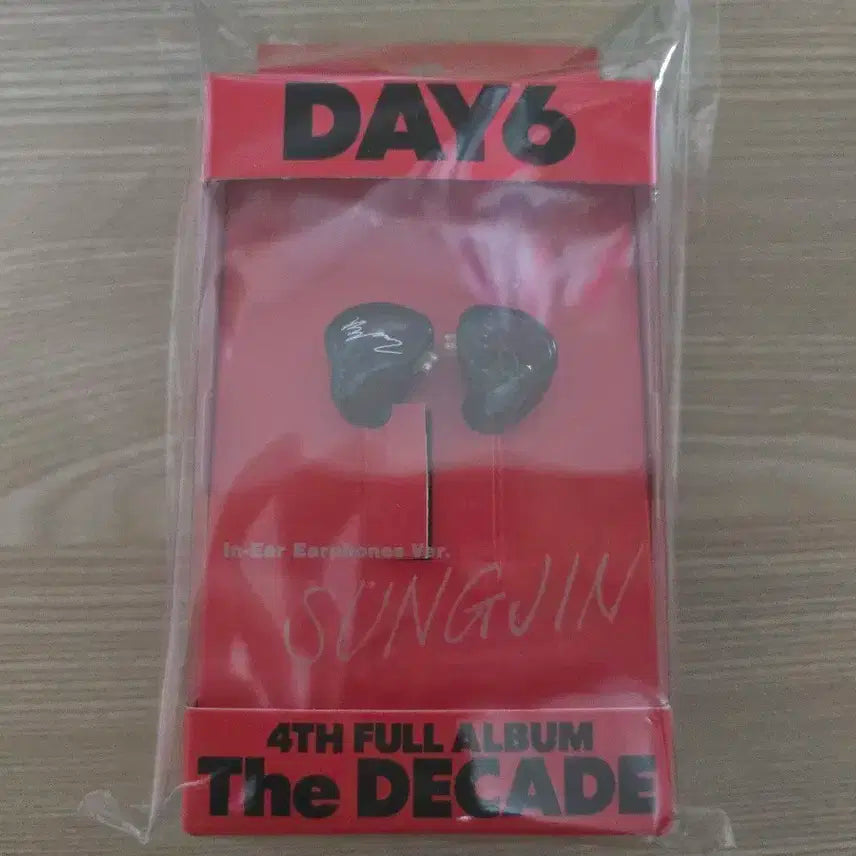 DAY6
In-Ear Earphones Ver.
SUNGJIN
4TH FULL ALBUM
The DECADE